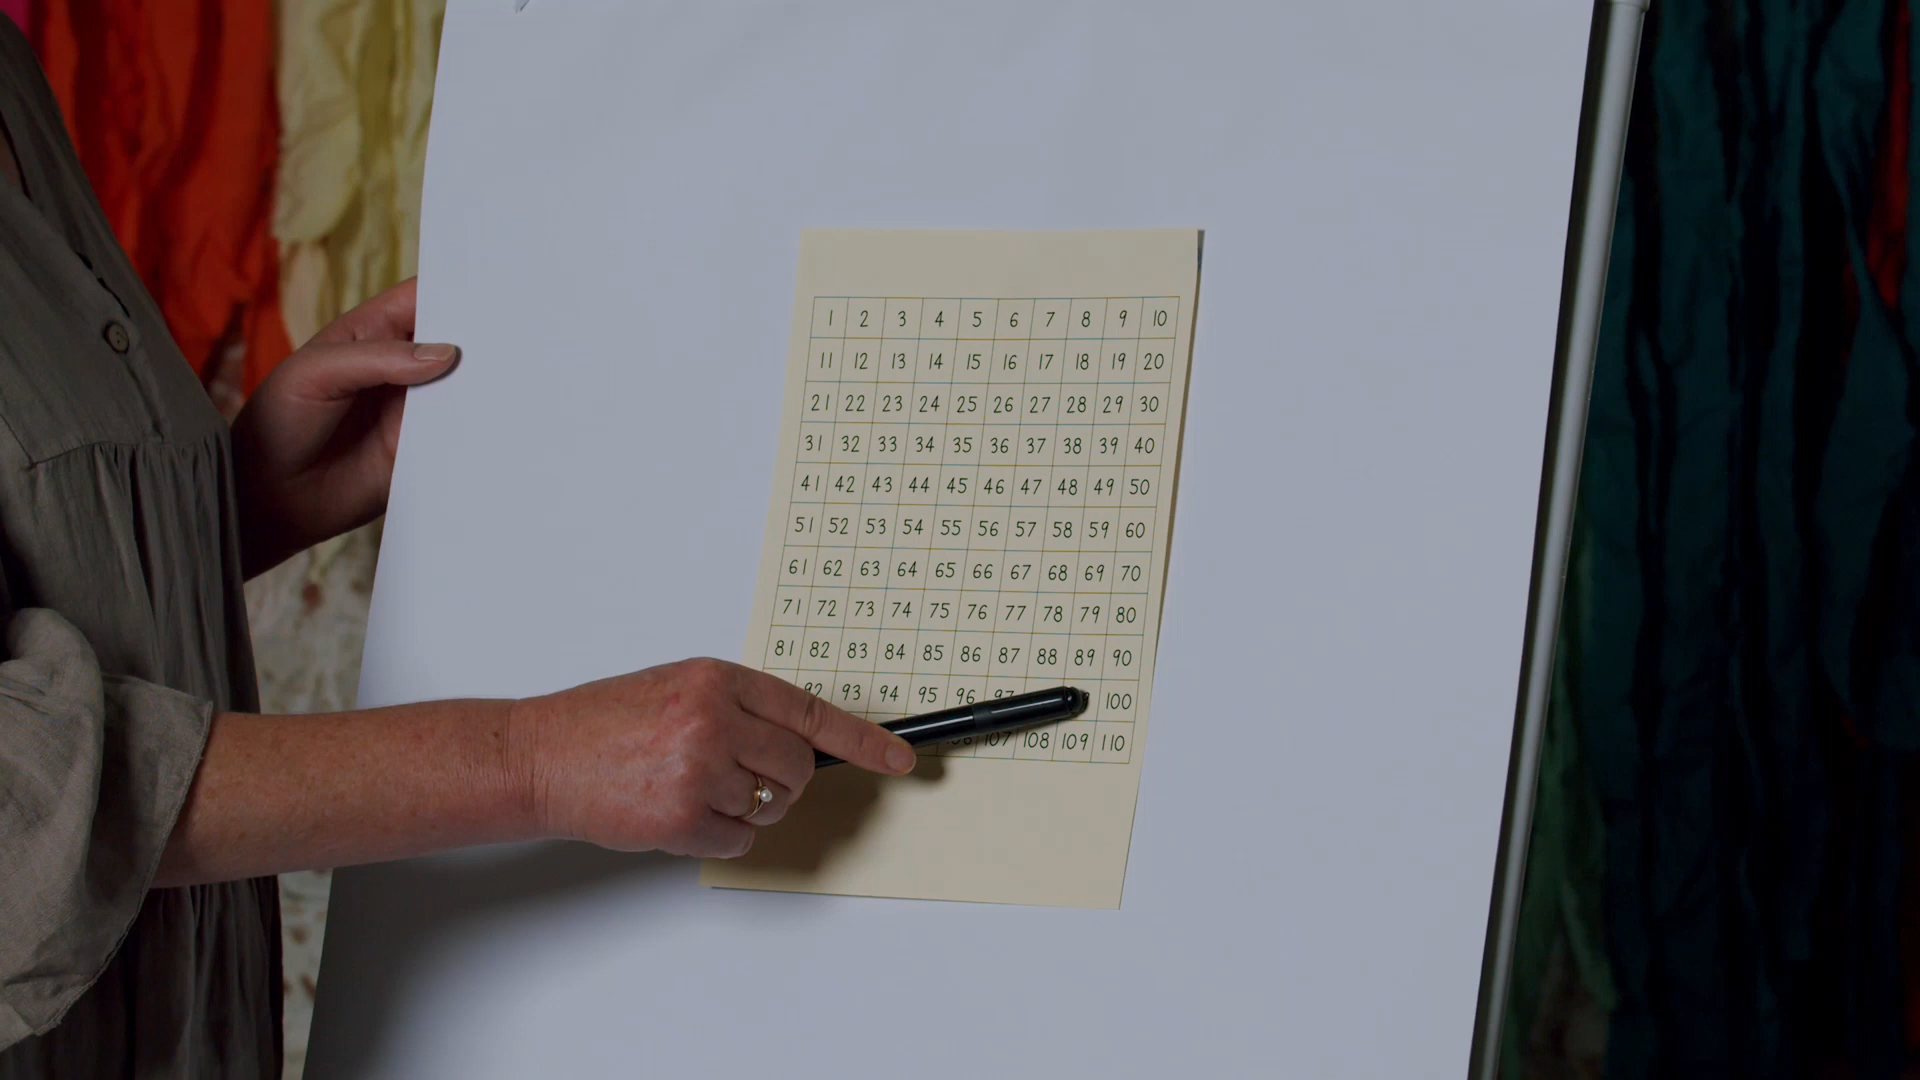 1 2 3 4 5 6 7 8 9 10
11 12 13 14 15 16 17 18 19 20
21 22 23 24 25 26 27 28 29 30
31 32 33 34 35 36 37 38 39 40
41 42 43 44 45 46 47 48 49 50
51 52 53 54 55 56 57 58 59 60
61 62 63 64 65 66 67 68 69 70
71 72 73 74 75 76 77 78 79 80
81 82 83 84 85 86 87 88 89 90
92 93 94 95 96 97 100
107 108 109 110